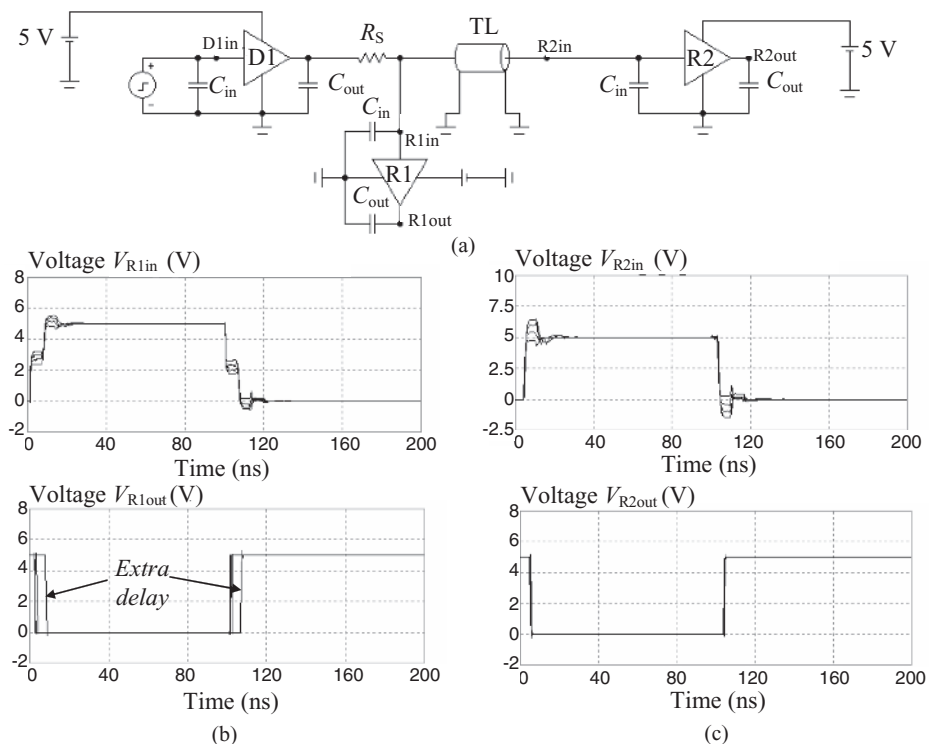 5 V
D1in
D1
R_S
TL
R2in
R2
R2out
5 V
C_in
C_out
C_in
C_in
C_out
R1in
R1
C_out
R1out
(a)
Voltage V_R1in (V)
8
6
4
2
0
-2
0 40 80 120 160 200
Time (ns)
Voltage V_R2in (V)
10
7.5
5
2.5
0
-2.5
0 40 80 120 160 200
Time (ns)
Voltage V_R1out (V)
8
6
4
2
0
-2
Extra
delay
0 40 80 120 160 200
Time (ns)
(b)
Voltage V_R2out (V)
8
6
4
2
0
-2
0 40 80 120 160 200
Time (ns)
(c)